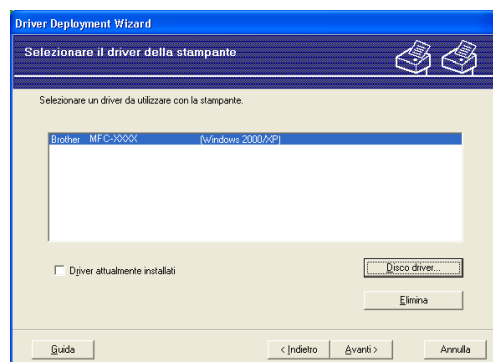 Driver Deployment Wizard
Selezionare il driver della stampante
Selezionare un driver da utilizzare con la stampante.
Brother MFC-XXXX (Windows 2000/XP)
Driver attualmente installati
Disco driver...
Elimina
Guida
< Indietro
Avanti >
Annulla